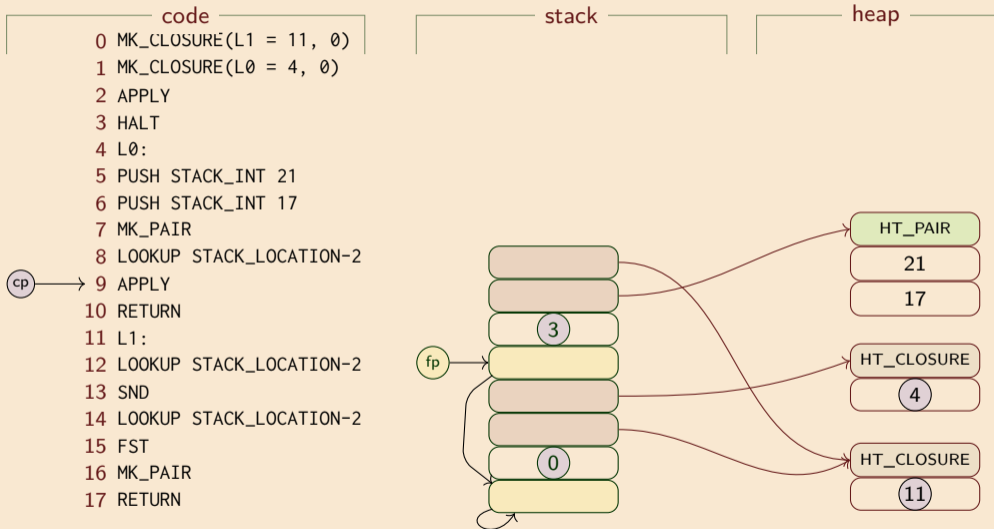 code
stack
heap
0 MK_CLOSURE(L1 = 11, 0)
1 MK_CLOSURE(L0 = 4, 0)
2 APPLY
3 HALT
4 L0:
5 PUSH STACK_INT 21
6 PUSH STACK_INT 17
7 MK_PAIR
8 LOOKUP STACK_LOCATION-2
cp
9 APPLY
10 RETURN
11 L1:
12 LOOKUP STACK_LOCATION-2
13 SND
14 LOOKUP STACK_LOCATION-2
15 FST
16 MK_PAIR
17 RETURN
3
fp
0
HT_PAIR
21
17
HT_CLOSURE
4
HT_CLOSURE
11